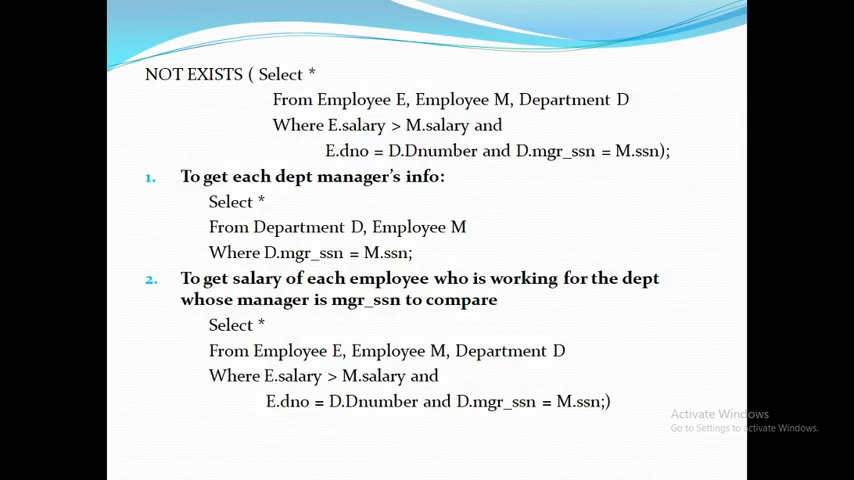 NOT EXISTS ( Select *
From Employee E, Employee M, Department D
Where E.salary > M.salary and
E.dno = D.Dnumber and D.mgr_ssn = M.ssn);
1. To get each dept manager's info:
Select *
From Department D, Employee M
Where D.mgr_ssn = M.ssn;
2. To get salary of each employee who is working for the dept
whose manager is mgr_ssn to compare
Select *
From Employee E, Employee M, Department D
Where E.salary > M.salary and
E.dno = D.Dnumber and D.mgr_ssn = M.ssn;)
Activate Windows
Go to Settings to activate Windows.